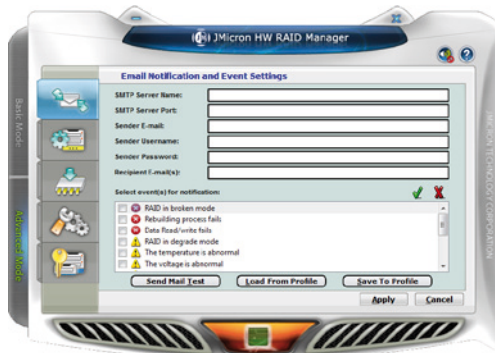 JMicron HW RAID Manager
Email Notification and Event Settings
SMTP Server Name:
SMTP Server Port:
Sender E-mail:
Sender Username:
Sender Password:
Recipient E-mail(s):
Select event(s) for notification:
RAID in broken mode
Rebuilding process fails
Data Read/write fails
RAID in degrade mode
The temperature is abnormal
The voltage is abnormal
Send Mail Test
Load From Profile
Save To Profile
Apply
Cancel
Basic Mode
Advanced Mode
JMICRON TECHNOLOGY CORPORATION